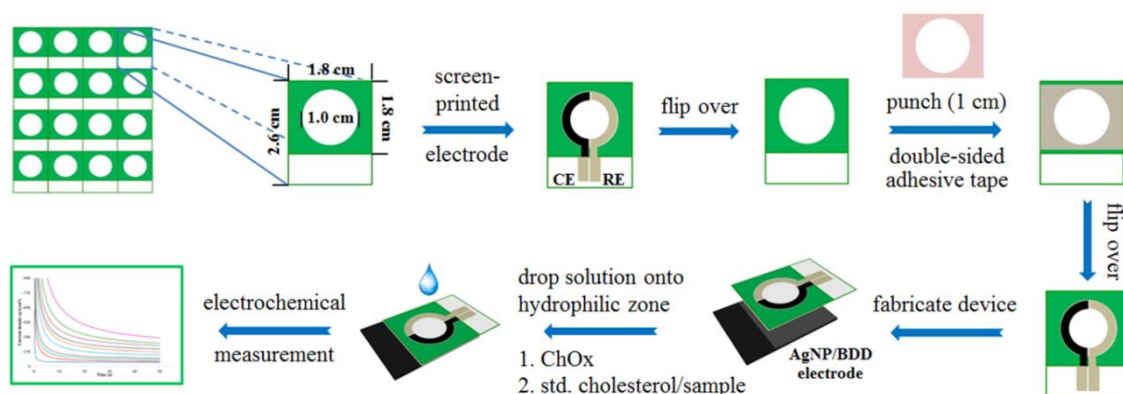 1.8 cm
2.6 cm
1.0 cm
1.8 cm
screen-
printed
electrode
CE RE
flip over
punch (1 cm)
double-sided
adhesive tape
flip over
fabricate device
AgNP/BDD
electrode
drop solution onto
hydrophilic zone
1. ChOx
2. std. cholesterol/sample
electrochemical
measurement
Time (s)